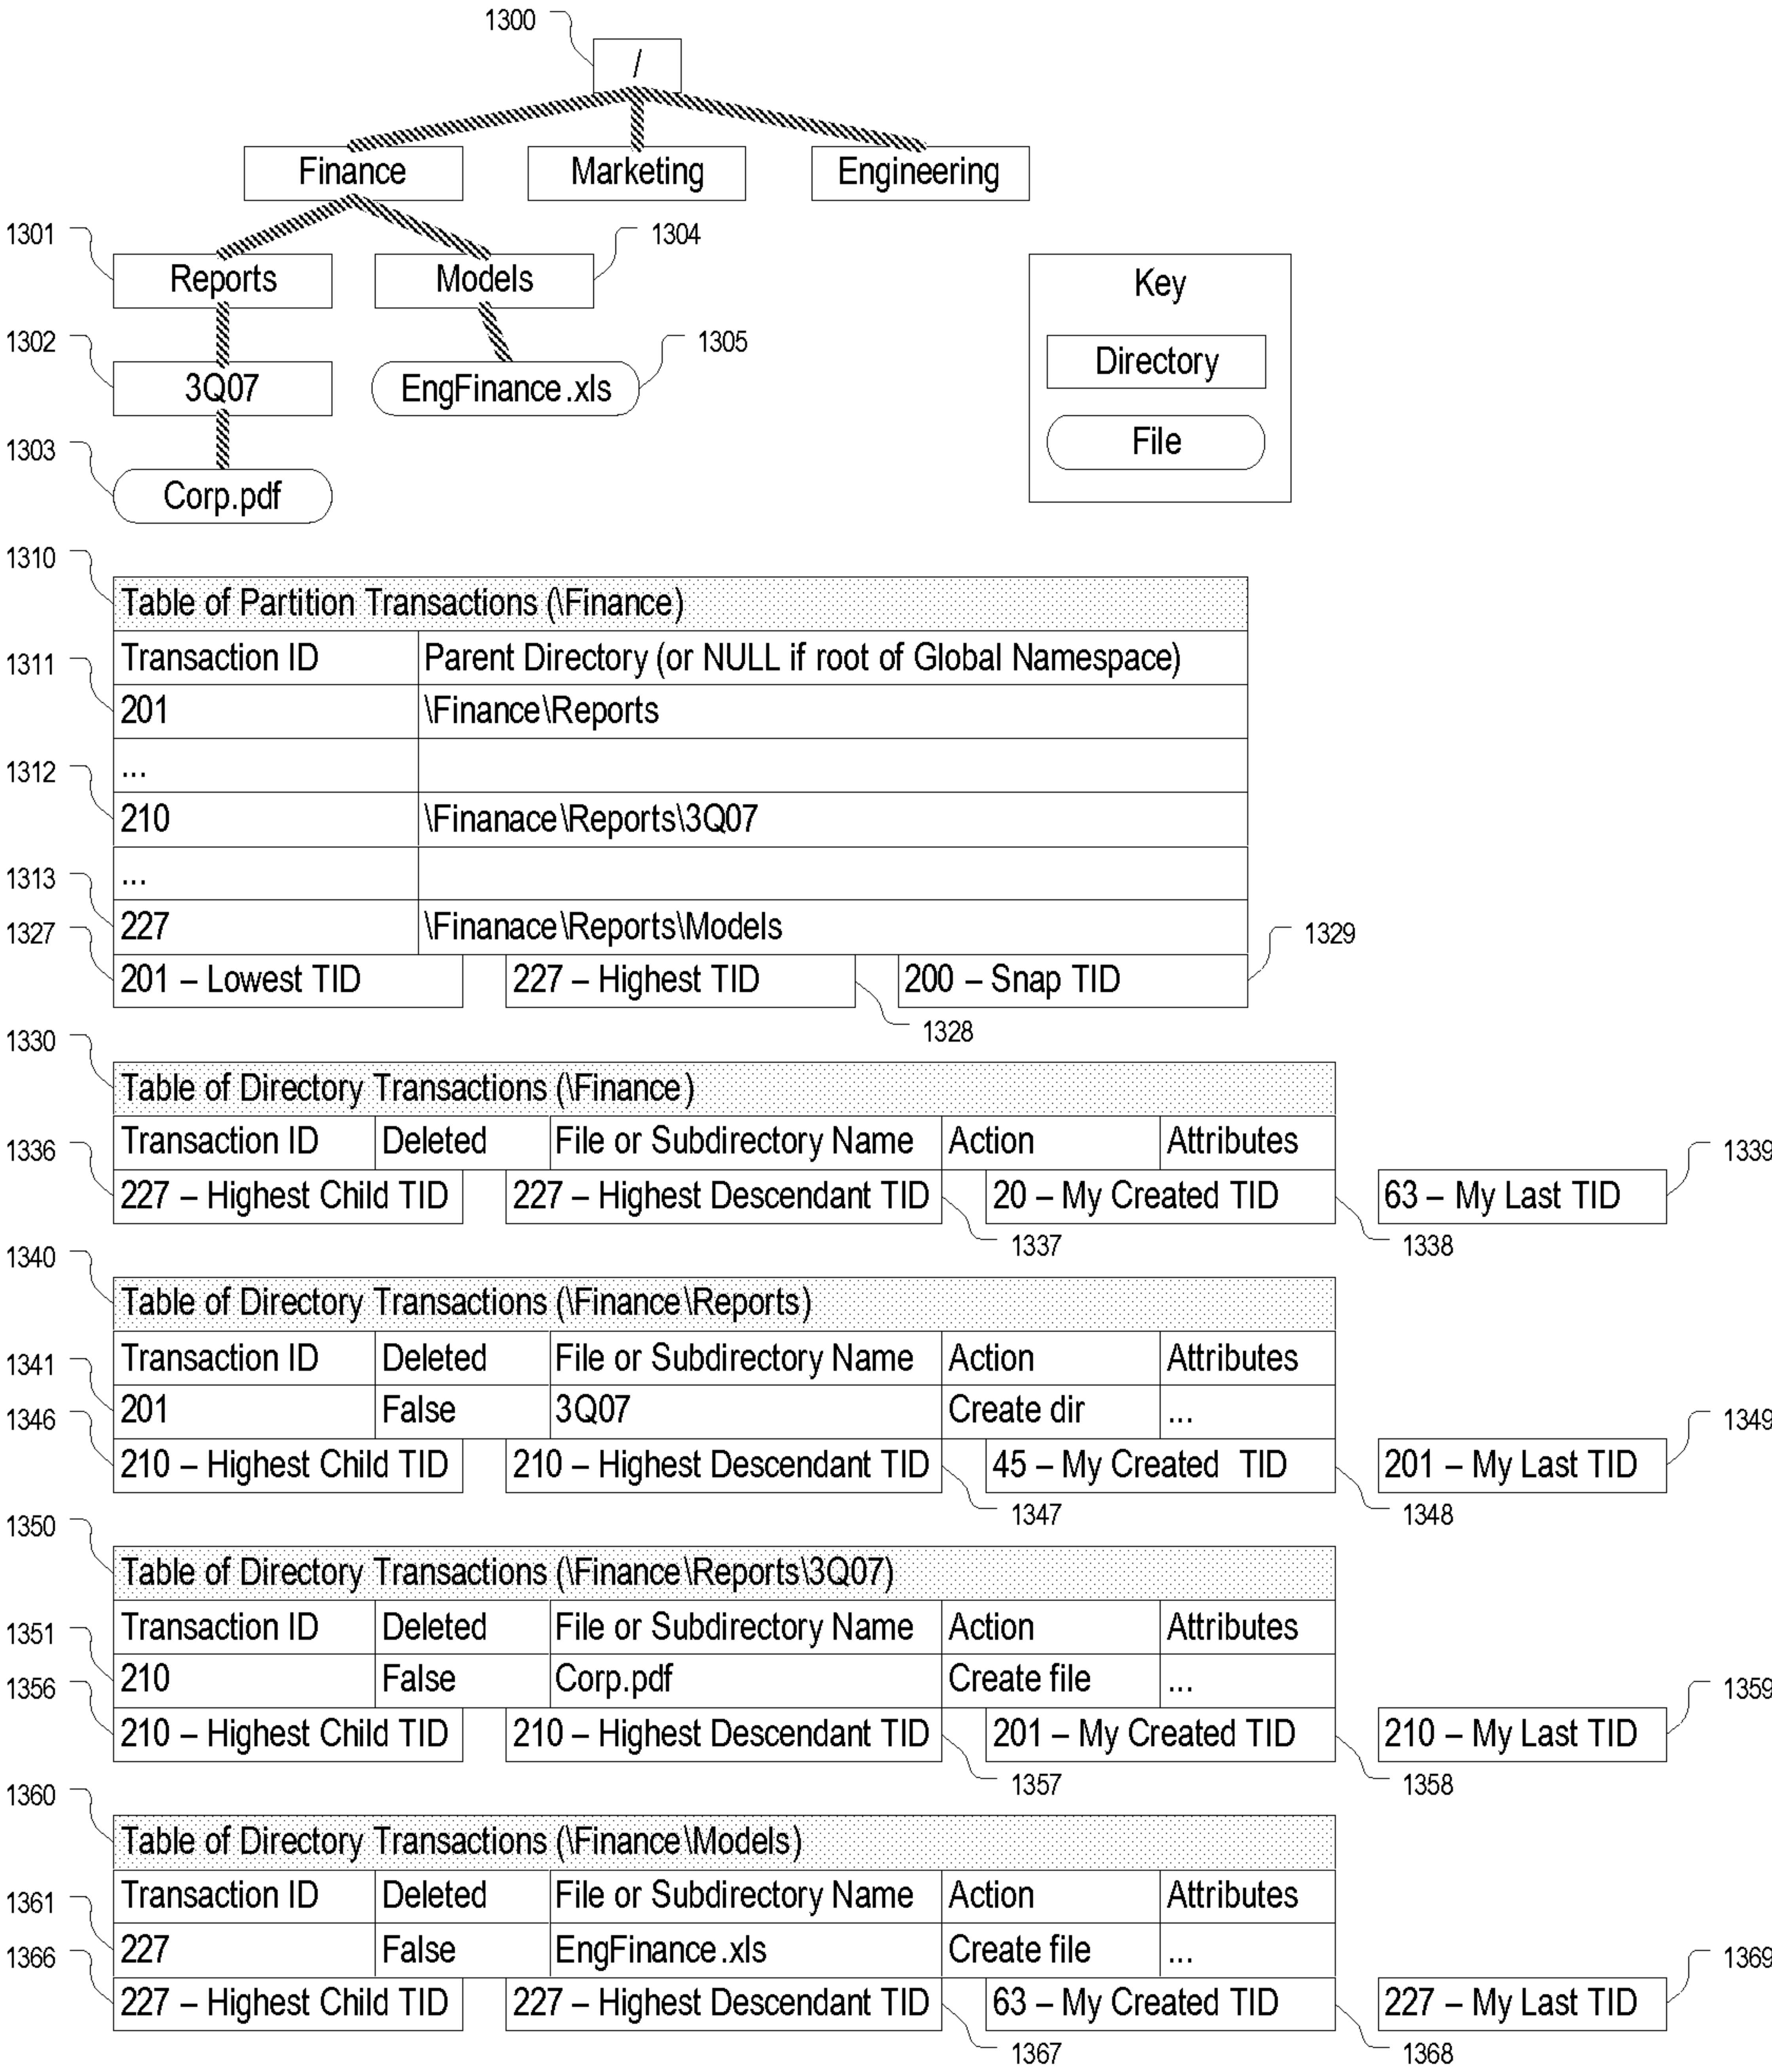 1300
/
Finance Marketing Engineering
1301 1304
Reports Models Key
1302 1305
3Q07 EngFinance.xls Directory
1303 File
Corp.pdf
1310
Table of Partition Transactions (\Finance)
1311 Transaction ID Parent Directory (or NULL if root of Global Namespace)
201 \Finance\Reports
1312 ...
210 \Finanace\Reports\3Q07
1313 ...
1327 227 \Finanace\Reports\Models 1329
201 – Lowest TID 227 – Highest TID 200 – Snap TID
1330 1328
Table of Directory Transactions (\Finance)
1336 Transaction ID Deleted File or Subdirectory Name Action Attributes 1339
227 – Highest Child TID 227 – Highest Descendant TID 20 – My Created TID 63 – My Last TID
1340 1337 1338
Table of Directory Transactions (\Finance\Reports)
1341 Transaction ID Deleted File or Subdirectory Name Action Attributes
1346 201 False 3Q07 Create dir ... 1349
210 – Highest Child TID 210 – Highest Descendant TID 45 – My Created TID 201 – My Last TID
1350 1347 1348
Table of Directory Transactions (\Finance\Reports\3Q07)
1351 Transaction ID Deleted File or Subdirectory Name Action Attributes
1356 210 False Corp.pdf Create file ... 1359
210 – Highest Child TID 210 – Highest Descendant TID 201 – My Created TID 210 – My Last TID
1360 1357 1358
Table of Directory Transactions (\Finance\Models)
1361 Transaction ID Deleted File or Subdirectory Name Action Attributes
1366 227 False EngFinance.xls Create file ... 1369
227 – Highest Child TID 227 – Highest Descendant TID 63 – My Created TID 227 – My Last TID
1367 1368